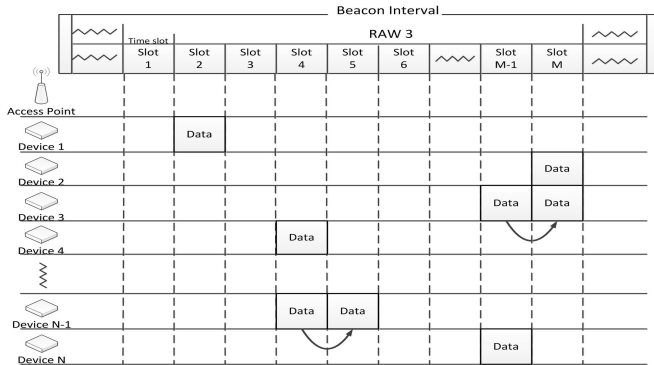 Beacon Interval
RAW 3
Time slot
Slot 1
Slot 2
Slot 3
Slot 4
Slot 5
Slot 6
Slot M-1
Slot M
Access Point
Data
Device 1
Data
Device 2
Data Data
Device 3
Data
Device 4
Data Data
Device N-1
Data
Device N